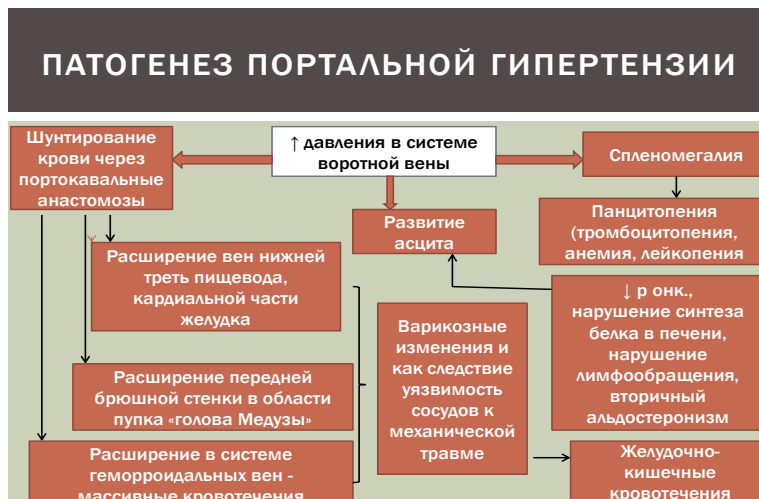 ПАТОГЕНЕЗ ПОРТАЛЬНОЙ ГИПЕРТЕНЗИИ
Шунтирование
крови через
портокавальные
анастомозы
↑ давления в системе
воротной вены
Спленомегалия
Развитие
асцита
Панцитопения
(тромбоцитопения,
анемия, лейкопения
Расширение вен нижней
треть пищевода,
кардиальной части
желудка
Варикозные
изменения и
как следствие
уязвимость
сосудов к
механической
травме
↓ р онк.,
нарушение синтеза
белка в печени,
нарушение
лимфообращения,
вторичный
альдостеронизм
Расширение передней
брюшной стенки в области
пупка «голова Медузы»
Расширение в системе
геморроидальных вен -
массивные кровотечения
Желудочно-
кишечные
кровотечения